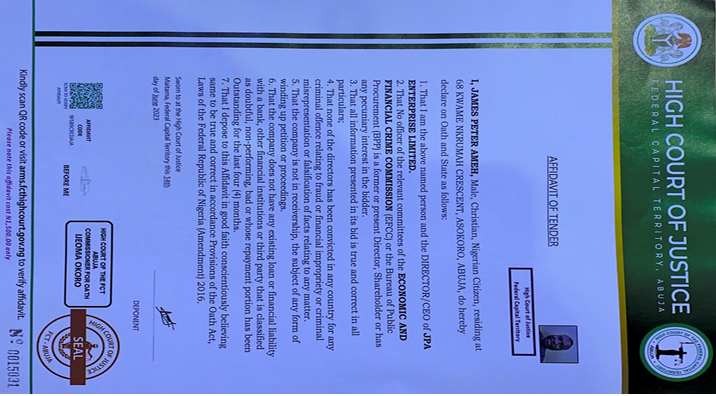 HIGH COURT OF JUSTICE
FEDERAL CAPITAL TERRITORY, ABUJA
High Court of Justice
Federal Capital Territory
AFFIDAVIT OF TENDER
I, JAMES PETER ANEH, Male, Christian, Nigerian Citizen, residing at
68 KWAME NKRUMAH CRESCENT, ASOKORO, ABUJA, do hereby
declare on Oath and State as follows:
1. That I am the above named person and the DIRECTOR/CEO of JPA
ENTERPRISE LIMITED.
2. That No officer of the relevant committees of the ECONOMIC AND
FINANCIAL CRIME COMMISSION (EFCC) or the Bureau of Public
Procurement (BPP) is a former or present Director, Shareholder or has
any pecuniary interest in the bidder.
3. That all information presented in its bid is true and correct in all
particulars;
4. That none of the directors has been convicted in any country for any
criminal offence relating to fraud or financial impropriety or criminal
misrepresentation or falsification of facts relating to any matter.
5. That the company is not in receivership, the subject of any form of
winding up petition or proceedings.
6. That the company does not have any existing loan or financial liability
with a bank, other financial institutions or third party that is classified
as doubtful, non-performing, bad or whose repayment portion has been
Outstanding for the last four (4) months.
7. That I depose to this Affidavit in good faith conscientiously believing
same to be true and correct in accordance Provisions of the Oath Act,
Laws of the Federal Republic of Nigeria (Amendment) 2016.
DEPONENT
Sworn to at the High Court of Justice
Maitama, Federal Capital Territory this 14th
day of June 2023
BEFORE ME
AFFIDAVIT
CODE
SCAN TO VERIFY
AFFIDAVIT
HIGH COURT OF THE FCT
ABUJA
COMMISSIONER FOR OATH
IJEOMA OKORO
HIGH COURT OF JUSTICE
SEAL
FCT - ABUJA
Kindly scan QR code or visit arms.fcthighcourt.gov.ng to verify affidavit.
Please note this affidavit cost ₦1,500.00 only
Nº 0015031